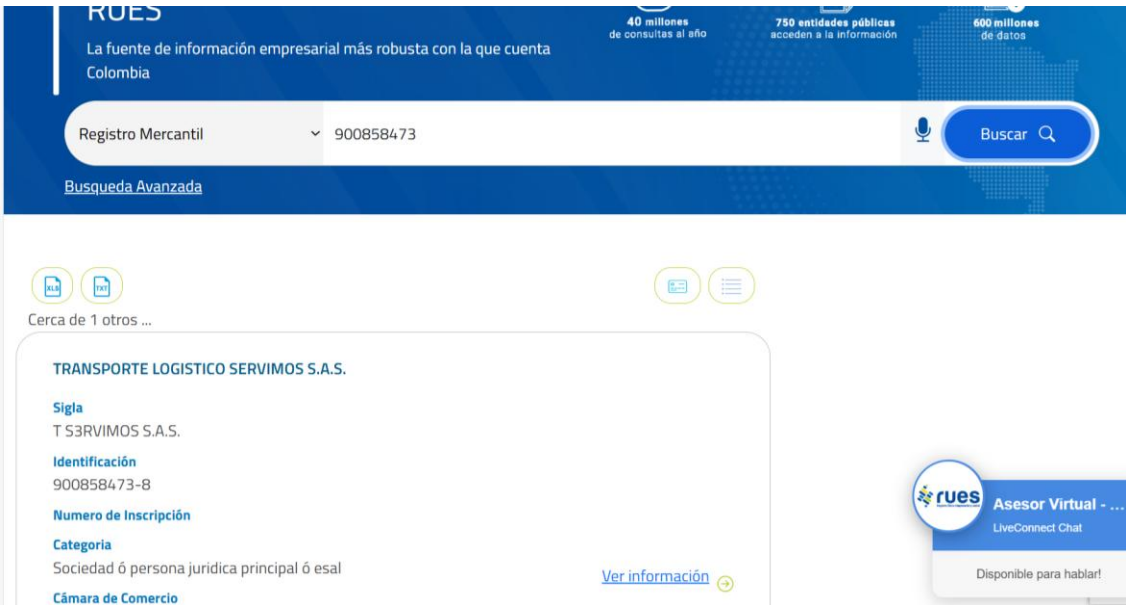 RUES
La fuente de información empresarial más robusta con la que cuenta
Colombia
40 millones
de consultas al año
750 entidades públicas
acceden a la información
600 millones
de datos
Registro Mercantil
900858473
Buscar
Busqueda Avanzada
XLS
TXT
Cerca de 1 otros ...
TRANSPORTE LOGISTICO SERVIMOS S.A.S.
Sigla
T S3RVIMOS S.A.S.
Identificación
900858473-8
Numero de Inscripción
Categoria
Sociedad ó persona juridica principal ó esal
Ver información
Cámara de Comercio
rues
Asesor Virtual - ...
LiveConnect Chat
Disponible para hablar!